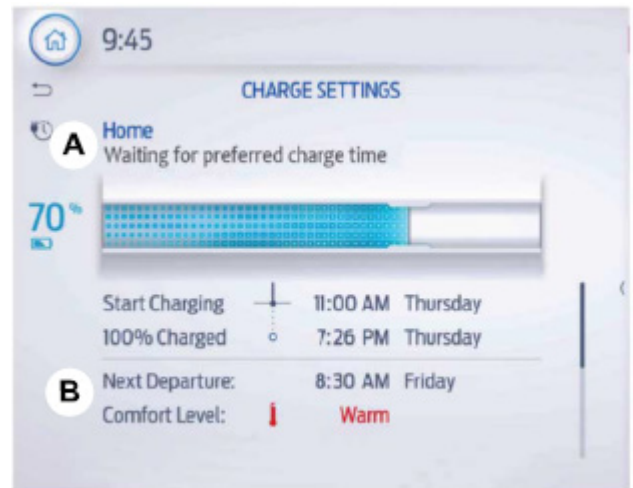 9:45
CHARGE SETTINGS
A
Home
Waiting for preferred charge time
70%
Start Charging 11:00 AM Thursday
100% Charged 7:26 PM Thursday
B
Next Departure: 8:30 AM Friday
Comfort Level: Warm